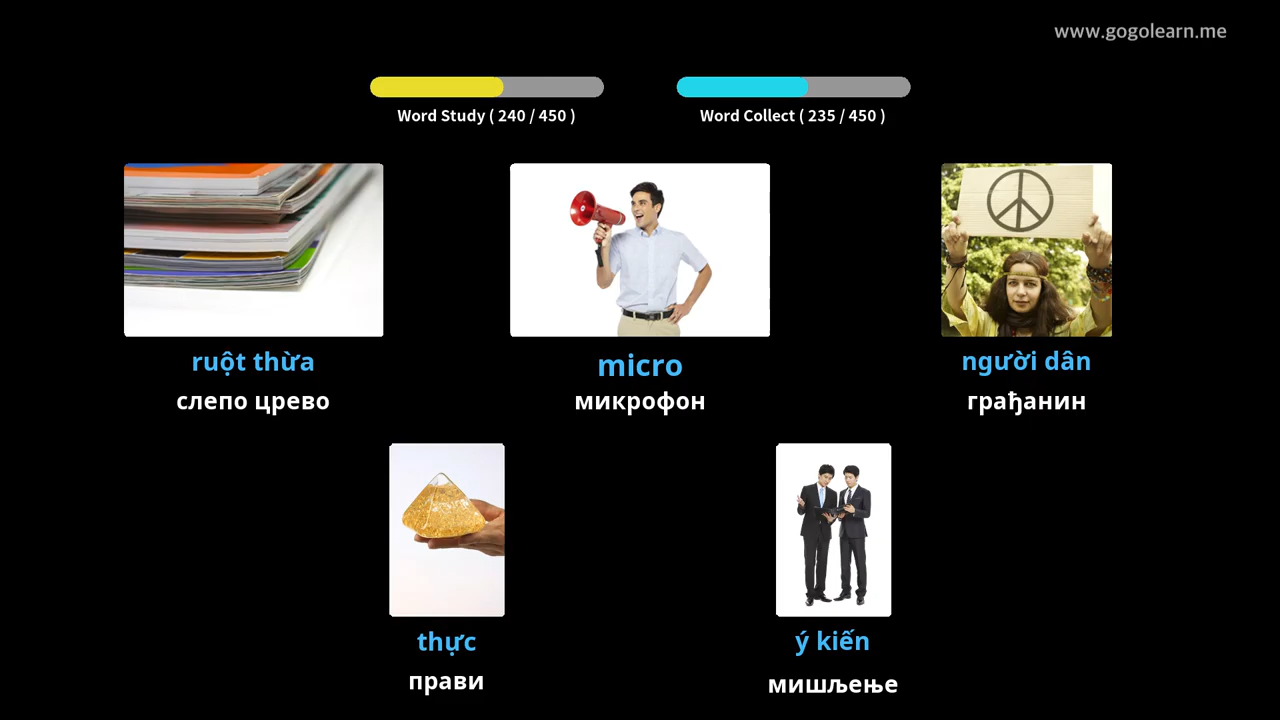 www.gogolearn.me
Word Study ( 240 / 450 )
Word Collect ( 235 / 450 )
ruột thừa
слепо црево
micro
микрофон
người dân
грађанин
thực
прави
ý kiến
мишљење